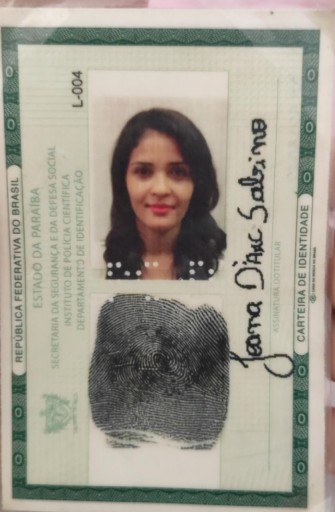 REPÚBLICA FEDERATIVA DO BRASIL
ESTADO DA PARAÍBA
SECRETARIA DA SEGURANÇA E DA DEFESA SOCIAL
INSTITUTO DE POLÍCIA CIENTÍFICA
DEPARTAMENTO DE IDENTIFICAÇÃO
L-004
Joana D'Arc Sabino
ASSINATURA DO TITULAR
CARTEIRA DE IDENTIDADE